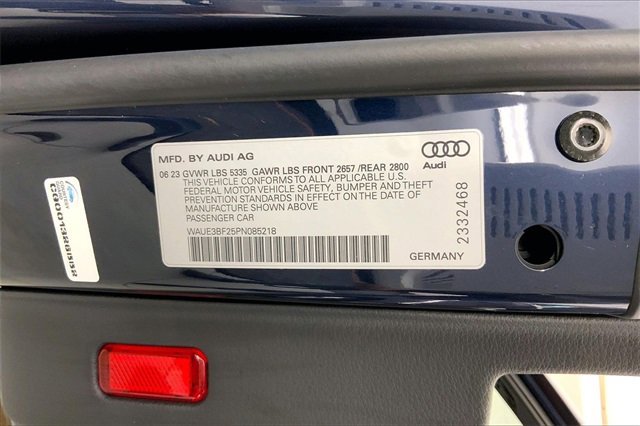 MFD. BY AUDI AG
06 23 GVWR LBS 5335 GAWR LBS FRONT 2657 /REAR 2800
THIS VEHICLE CONFORMS TO ALL APPLICABLE U.S.
FEDERAL MOTOR VEHICLE SAFETY, BUMPER AND THEFT
PREVENTION STANDARDS IN EFFECT ON THE DATE OF
MANUFACTURE SHOWN ABOVE
PASSENGER CAR
WAUE3BF25PN085218
Audi
2332468
GERMANY